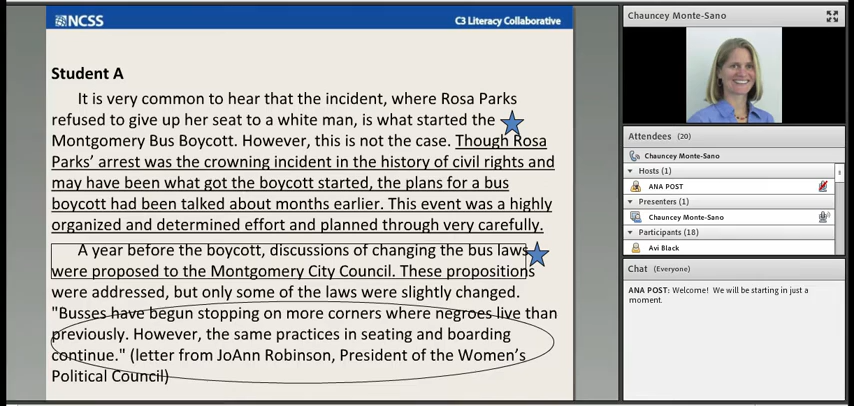 NCSS
C3 Literacy Collaborative
Student A
It is very common to hear that the incident, where Rosa Parks
refused to give up her seat to a white man, is what started the
Montgomery Bus Boycott. However, this is not the case. Though Rosa
Parks' arrest was the crowning incident in the history of civil rights and
may have been what got the boycott started, the plans for a bus
boycott had been talked about months earlier. This event was a highly
organized and determined effort and planned through very carefully.
A year before the boycott, discussions of changing the bus laws
were proposed to the Montgomery City Council. These propositions
were addressed, but only some of the laws were slightly changed.
"Busses have begun stopping on more corners where negroes live than
previously. However, the same practices in seating and boarding
continue." (letter from JoAnn Robinson, President of the Women's
Political Council)
Chauncey Monte-Sano
Attendees (20)
Chauncey Monte-Sano
Hosts (1)
ANA POST
Presenters (1)
Chauncey Monte-Sano
Participants (18)
Avi Black
Chat (Everyone)
ANA POST: Welcome! We will be starting in just a
moment.